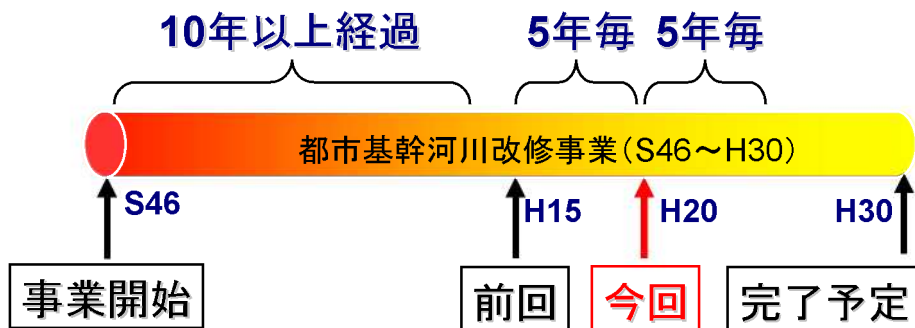 10年以上経過
5年毎
5年毎
都市基幹河川改修事業(S46~H30)
S46
H15
H20
H30
事業開始
前回
今回
完了予定